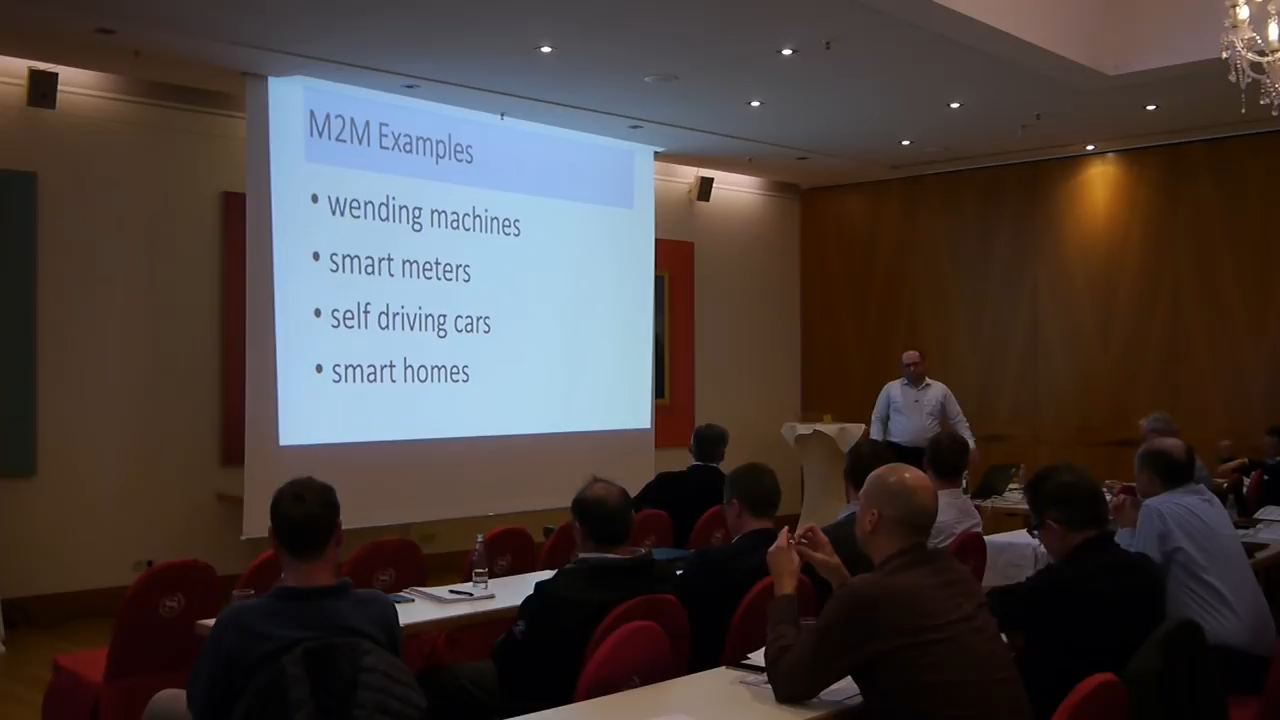 M2M Examples
• wending machines
• smart meters
• self driving cars
• smart homes